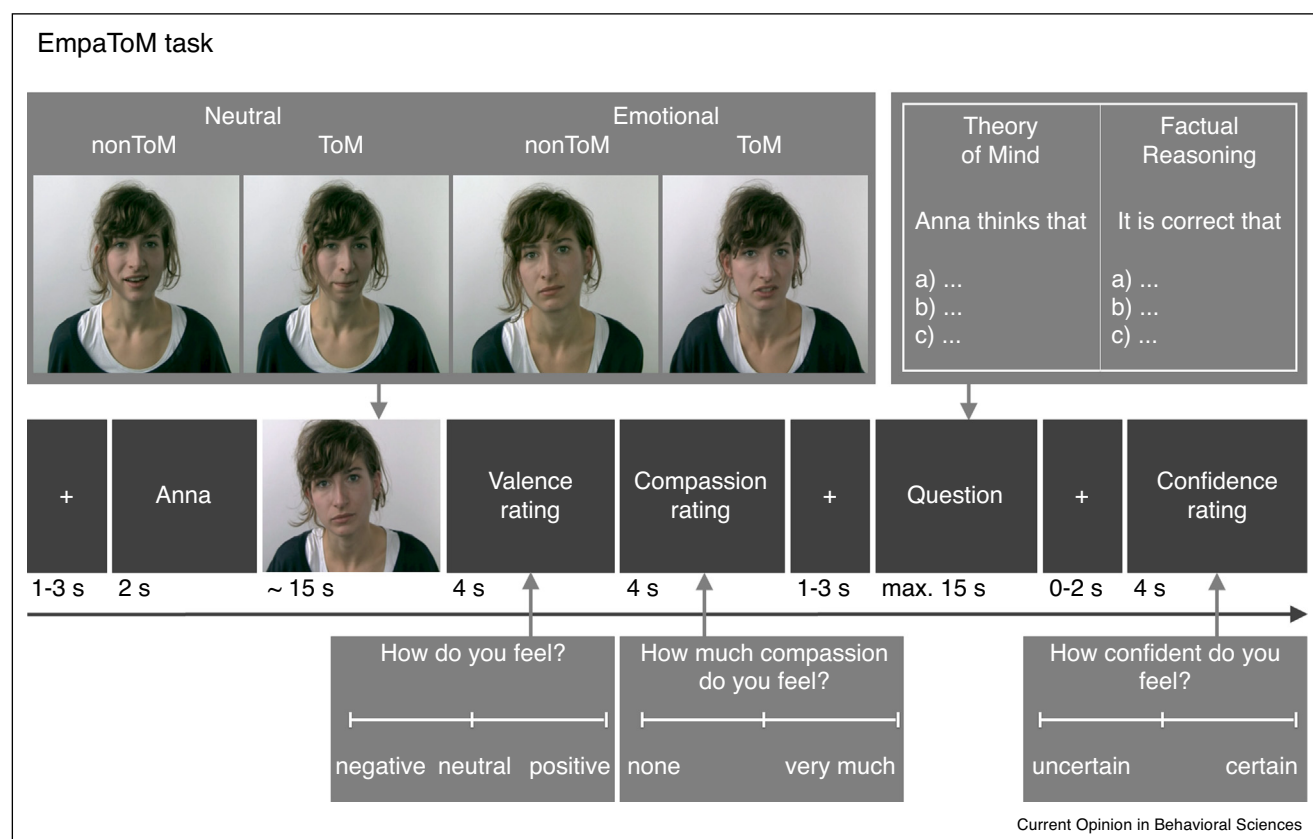 EmpaToM task
Neutral
Emotional
nonToM
ToM
nonToM
ToM
Theory
of Mind
Anna thinks that
a) ...
b) ...
c) ...
Factual
Reasoning
It is correct that
a) ...
b) ...
c) ...
+
Anna
Valence
rating
Compassion
rating
+
Question
+
Confidence
rating
1-3 s
2 s
~ 15 s
4 s
4 s
1-3 s
max. 15 s
0-2 s
4 s
How do you feel?
negative neutral positive
How much compassion
do you feel?
none very much
How confident do you
feel?
uncertain certain
Current Opinion in Behavioral Sciences